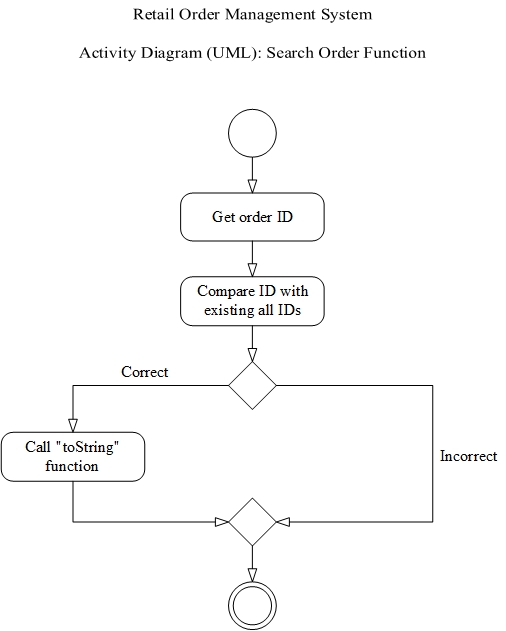 Retail Order Management System
Activity Diagram (UML): Search Order Function
Get order ID
Compare ID with
existing all IDs
Correct
Call "toString"
function
Incorrect